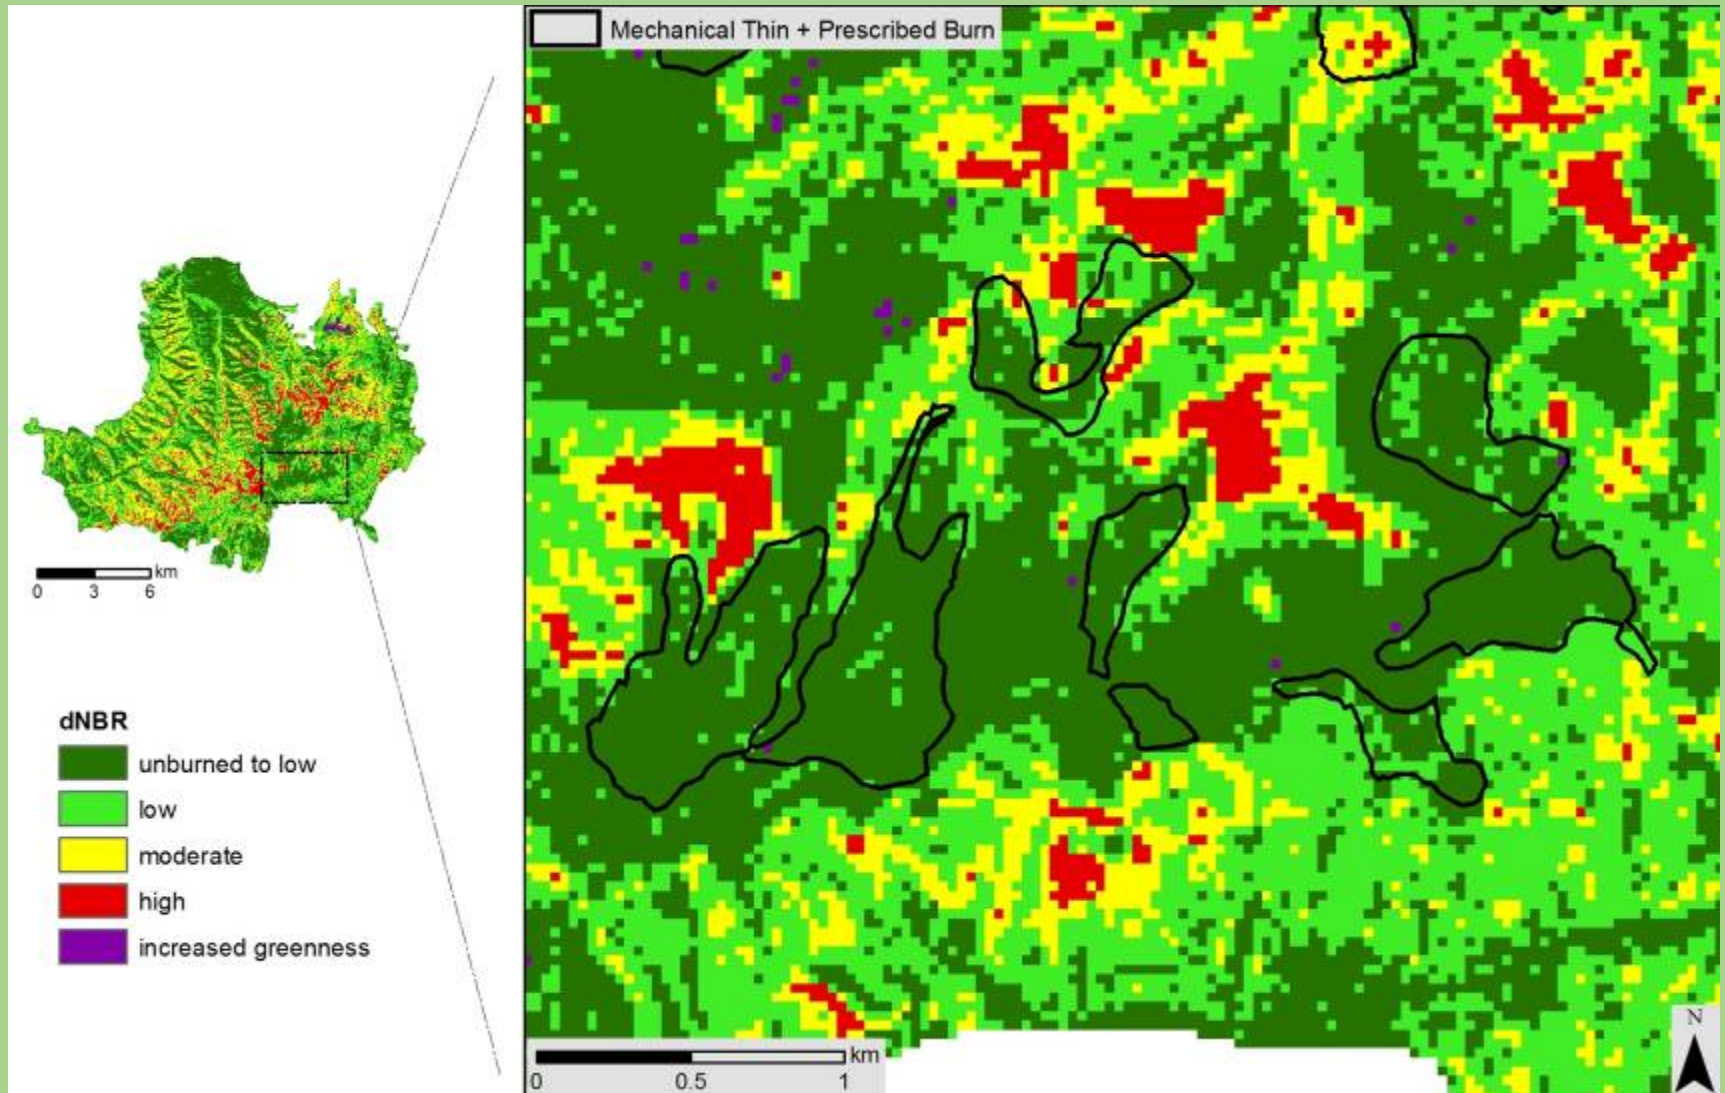 Mechanical Thin + Prescribed Burn
km
0 3 6
dNBR
unburned to low
low
moderate
high
increased greenness
km
0 0.5 1
N